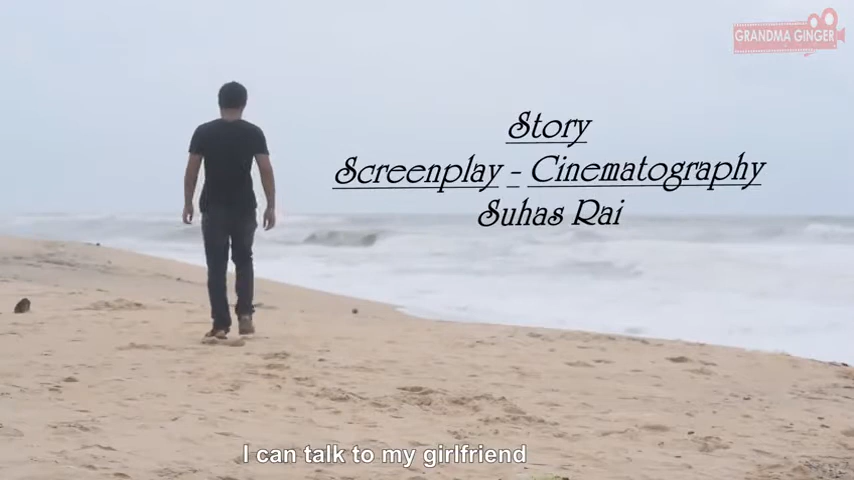 GRANDMA GINGER
Story
Screenplay - Cinematography
Suhas Rai
I can talk to my girlfriend